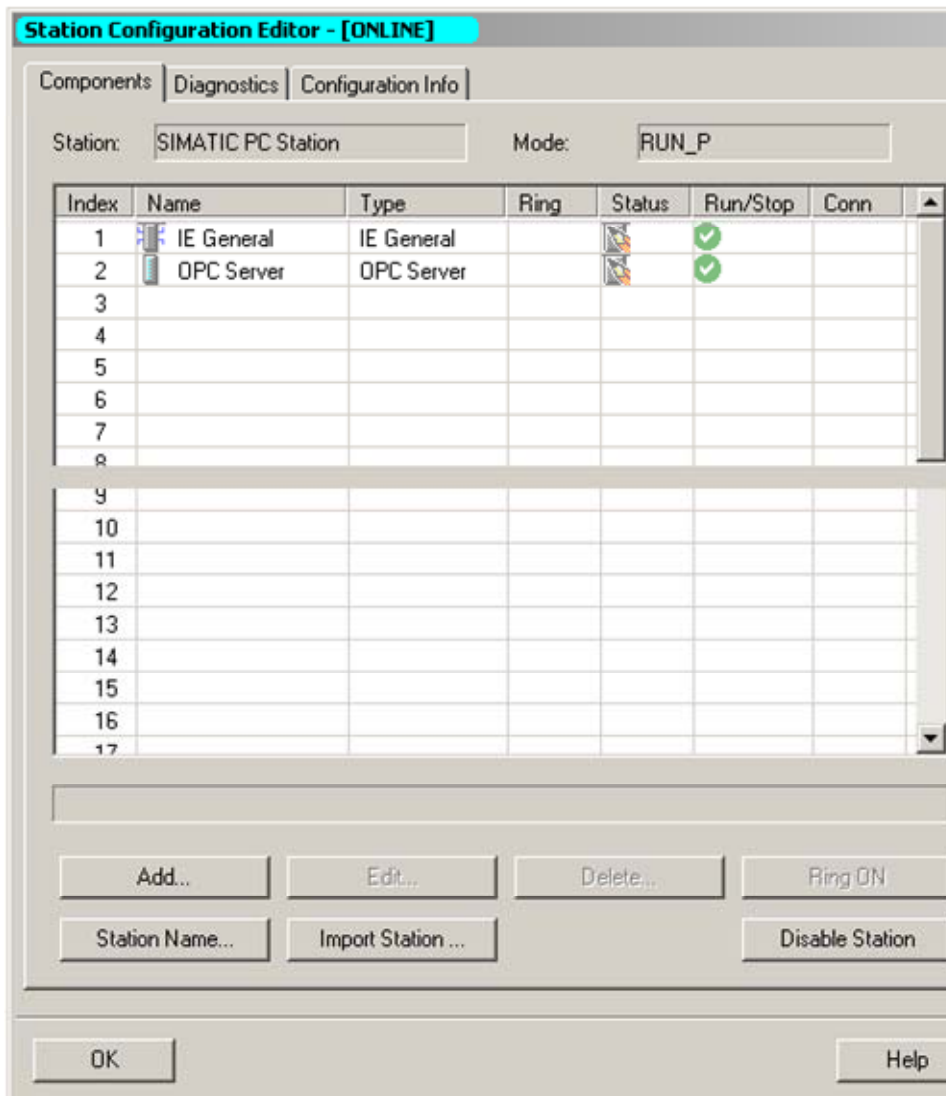 Station Configuration Editor - [ONLINE]
Components Diagnostics Configuration Info
Station: SIMATIC PC Station Mode: RUN_P
Index Name Type Ring Status Run/Stop Conn
1 IE General IE General
2 OPC Server OPC Server
3
4
5
6
7
8
9
10
11
12
13
14
15
16
17
Add... Edit... Delete... Ring ON
Station Name... Import Station ... Disable Station
OK Help